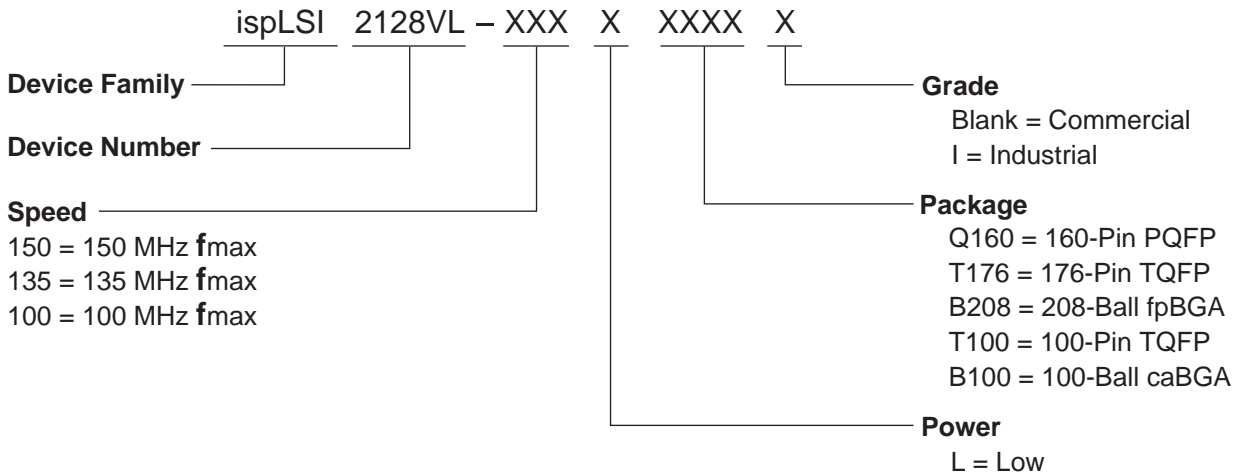 ispLSI 2128VL – XXX X XXXX X
Device Family
Device Number
Speed
150 = 150 MHz fmax
135 = 135 MHz fmax
100 = 100 MHz fmax
Grade
Blank = Commercial
I = Industrial
Package
Q160 = 160-Pin PQFP
T176 = 176-Pin TQFP
B208 = 208-Ball fpBGA
T100 = 100-Pin TQFP
B100 = 100-Ball caBGA
Power
L = Low